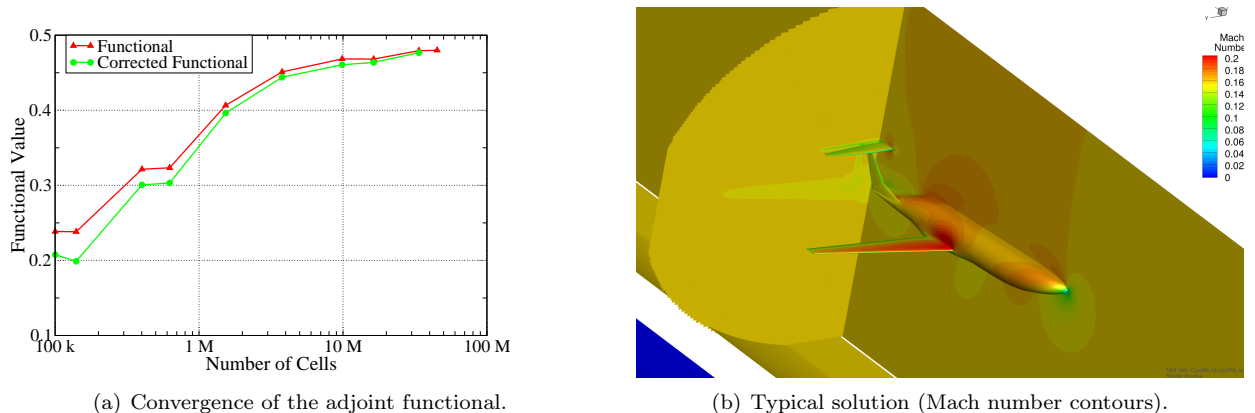 0.5
Functional
Corrected Functional
0.4
Functional Value
0.3
0.2
0.1
100 k
1 M
10 M
100 M
Number of Cells
(a) Convergence of the adjoint functional.
Y
Mach
Number
0.2
0.18
0.16
0.14
0.12
0.1
0.08
0.06
0.04
0.02
0
(b) Typical solution (Mach number contours).